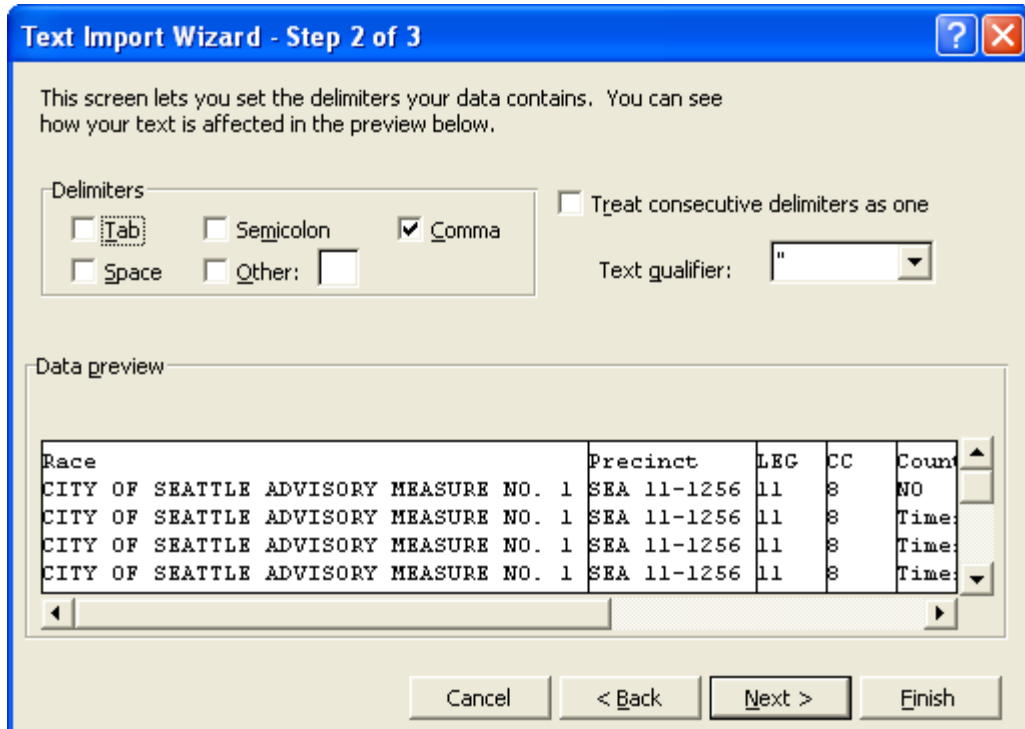 Text Import Wizard - Step 2 of 3
This screen lets you set the delimiters your data contains. You can see
how your text is affected in the preview below.
Delimiters
Tab Semicolon Comma
Space Other:
Treat consecutive delimiters as one
Text qualifier: "
Data preview
Race Precinct LEG CC Count
CITY OF SEATTLE ADVISORY MEASURE NO. 1 SEA 11-1256 11 8 NO
CITY OF SEATTLE ADVISORY MEASURE NO. 1 SEA 11-1256 11 8 Times
CITY OF SEATTLE ADVISORY MEASURE NO. 1 SEA 11-1256 11 8 Times
CITY OF SEATTLE ADVISORY MEASURE NO. 1 SEA 11-1256 11 8 Times
Cancel < Back Next > Finish